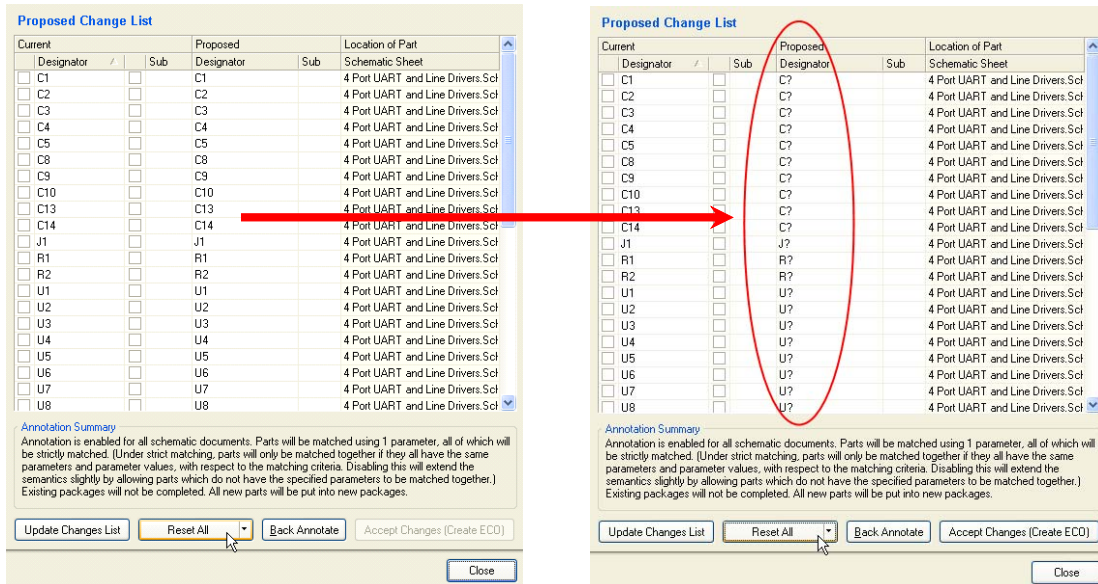 Proposed Change List
Current Proposed Location of Part
Designator / Sub Designator Sub Schematic Sheet
C1 C1 4 Port UART and Line Drivers.Sch
C2 C2 4 Port UART and Line Drivers.Sch
C3 C3 4 Port UART and Line Drivers.Sch
C4 C4 4 Port UART and Line Drivers.Sch
C5 C5 4 Port UART and Line Drivers.Sch
C8 C8 4 Port UART and Line Drivers.Sch
C9 C9 4 Port UART and Line Drivers.Sch
C10 C10 4 Port UART and Line Drivers.Sch
C13 C13 4 Port UART and Line Drivers.Sch
C14 C14 4 Port UART and Line Drivers.Sch
J1 J1 4 Port UART and Line Drivers.Sch
R1 R1 4 Port UART and Line Drivers.Sch
R2 R2 4 Port UART and Line Drivers.Sch
U1 U1 4 Port UART and Line Drivers.Sch
U2 U2 4 Port UART and Line Drivers.Sch
U3 U3 4 Port UART and Line Drivers.Sch
U4 U4 4 Port UART and Line Drivers.Sch
U5 U5 4 Port UART and Line Drivers.Sch
U6 U6 4 Port UART and Line Drivers.Sch
U7 U7 4 Port UART and Line Drivers.Sch
U8 U8 4 Port UART and Line Drivers.Sch
Annotation Summary
Annotation is enabled for all schematic documents. Parts will be matched using 1 parameter, all of which will
be strictly matched. (Under strict matching, parts will only be matched together if they all have the same
parameters and parameter values, with respect to the matching criteria. Disabling this will extend the
semantics slightly by allowing parts which do not have the specified parameters to be matched together.)
Existing packages will not be completed. All new parts will be put into new packages.
Update Changes List Reset All Back Annotate Accept Changes (Create ECO)
Close
Proposed Change List
Current Proposed Location of Part
Designator / Sub Designator Sub Schematic Sheet
C1 C? 4 Port UART and Line Drivers.Sch
C2 C? 4 Port UART and Line Drivers.Sch
C3 C? 4 Port UART and Line Drivers.Sch
C4 C? 4 Port UART and Line Drivers.Sch
C5 C? 4 Port UART and Line Drivers.Sch
C8 C? 4 Port UART and Line Drivers.Sch
C9 C? 4 Port UART and Line Drivers.Sch
C10 C? 4 Port UART and Line Drivers.Sch
C13 C? 4 Port UART and Line Drivers.Sch
C14 C? 4 Port UART and Line Drivers.Sch
J1 J? 4 Port UART and Line Drivers.Sch
R1 R? 4 Port UART and Line Drivers.Sch
R2 R? 4 Port UART and Line Drivers.Sch
U1 U? 4 Port UART and Line Drivers.Sch
U2 U? 4 Port UART and Line Drivers.Sch
U3 U? 4 Port UART and Line Drivers.Sch
U4 U? 4 Port UART and Line Drivers.Sch
U5 U? 4 Port UART and Line Drivers.Sch
U6 U? 4 Port UART and Line Drivers.Sch
U7 U? 4 Port UART and Line Drivers.Sch
U8 U? 4 Port UART and Line Drivers.Sch
Annotation Summary
Annotation is enabled for all schematic documents. Parts will be matched using 1 parameter, all of which will
be strictly matched. (Under strict matching, parts will only be matched together if they all have the same
parameters and parameter values, with respect to the matching criteria. Disabling this will extend the
semantics slightly by allowing parts which do not have the specified parameters to be matched together.)
Existing packages will not be completed. All new parts will be put into new packages.
Update Changes List Reset All Back Annotate Accept Changes (Create ECO)
Close